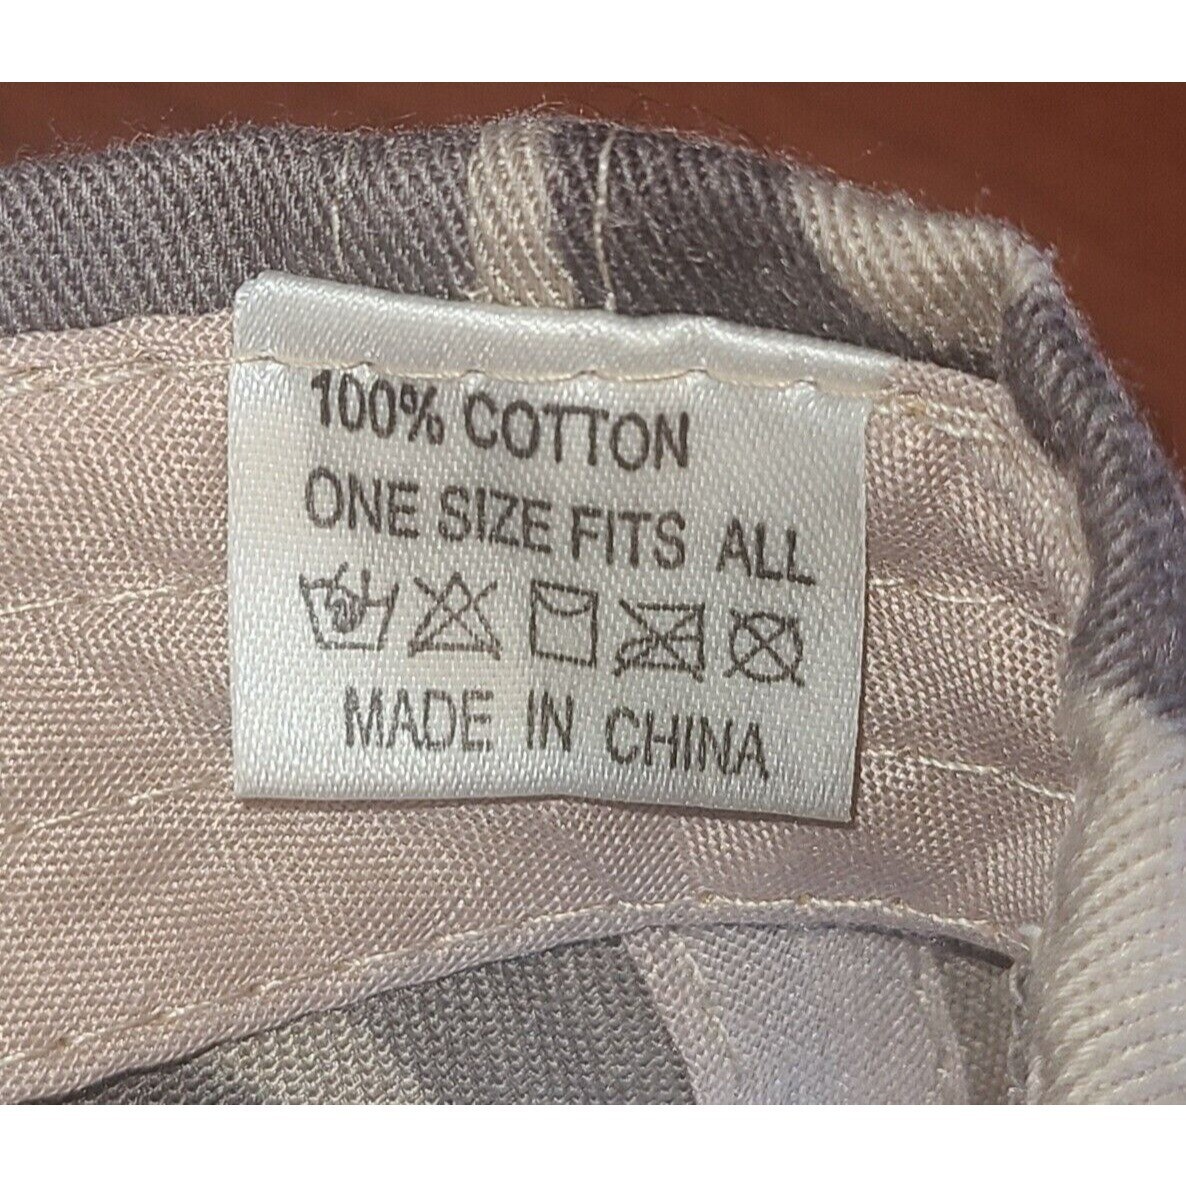 100% COTTON
ONE SIZE FITS ALL
MADE IN CHINA